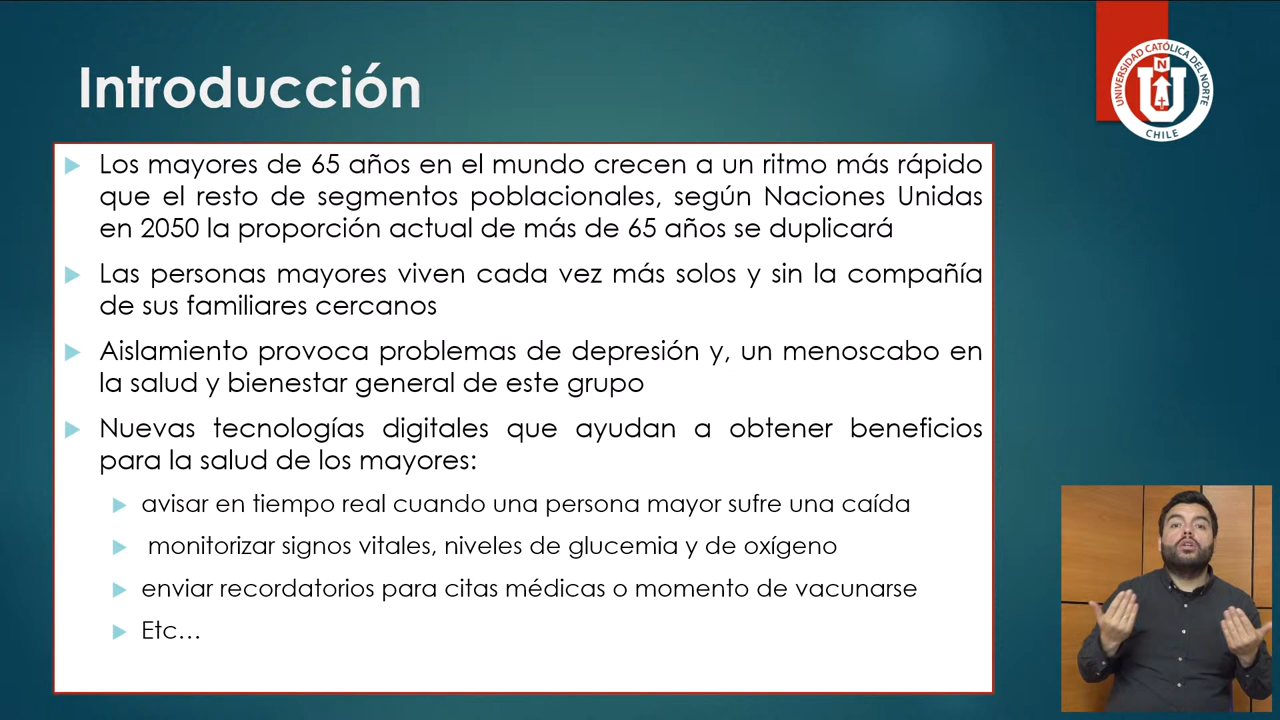 Introducción
UNIVERSIDAD CATÓLICA DEL NORTE
N
U
CHILE
Los mayores de 65 años en el mundo crecen a un ritmo más rápido
que el resto de segmentos poblacionales, según Naciones Unidas
en 2050 la proporción actual de más de 65 años se duplicará
Las personas mayores viven cada vez más solos y sin la compañía
de sus familiares cercanos
Aislamiento provoca problemas de depresión y, un menoscabo en
la salud y bienestar general de este grupo
Nuevas tecnologías digitales que ayudan a obtener beneficios
para la salud de los mayores:
avisar en tiempo real cuando una persona mayor sufre una caída
monitorizar signos vitales, niveles de glucemia y de oxígeno
enviar recordatorios para citas médicas o momento de vacunarse
Etc...